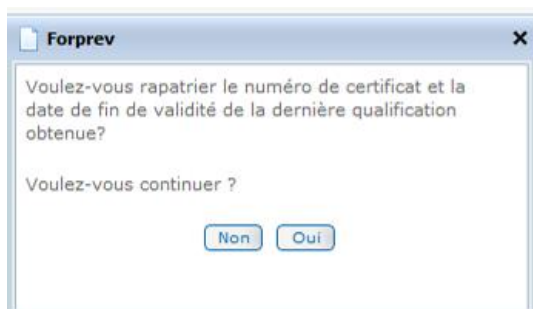 Forprev
Voulez-vous rapatrier le numéro de certificat et la
date de fin de validité de la dernière qualification
obtenue?
Voulez-vous continuer ?
Non Oui